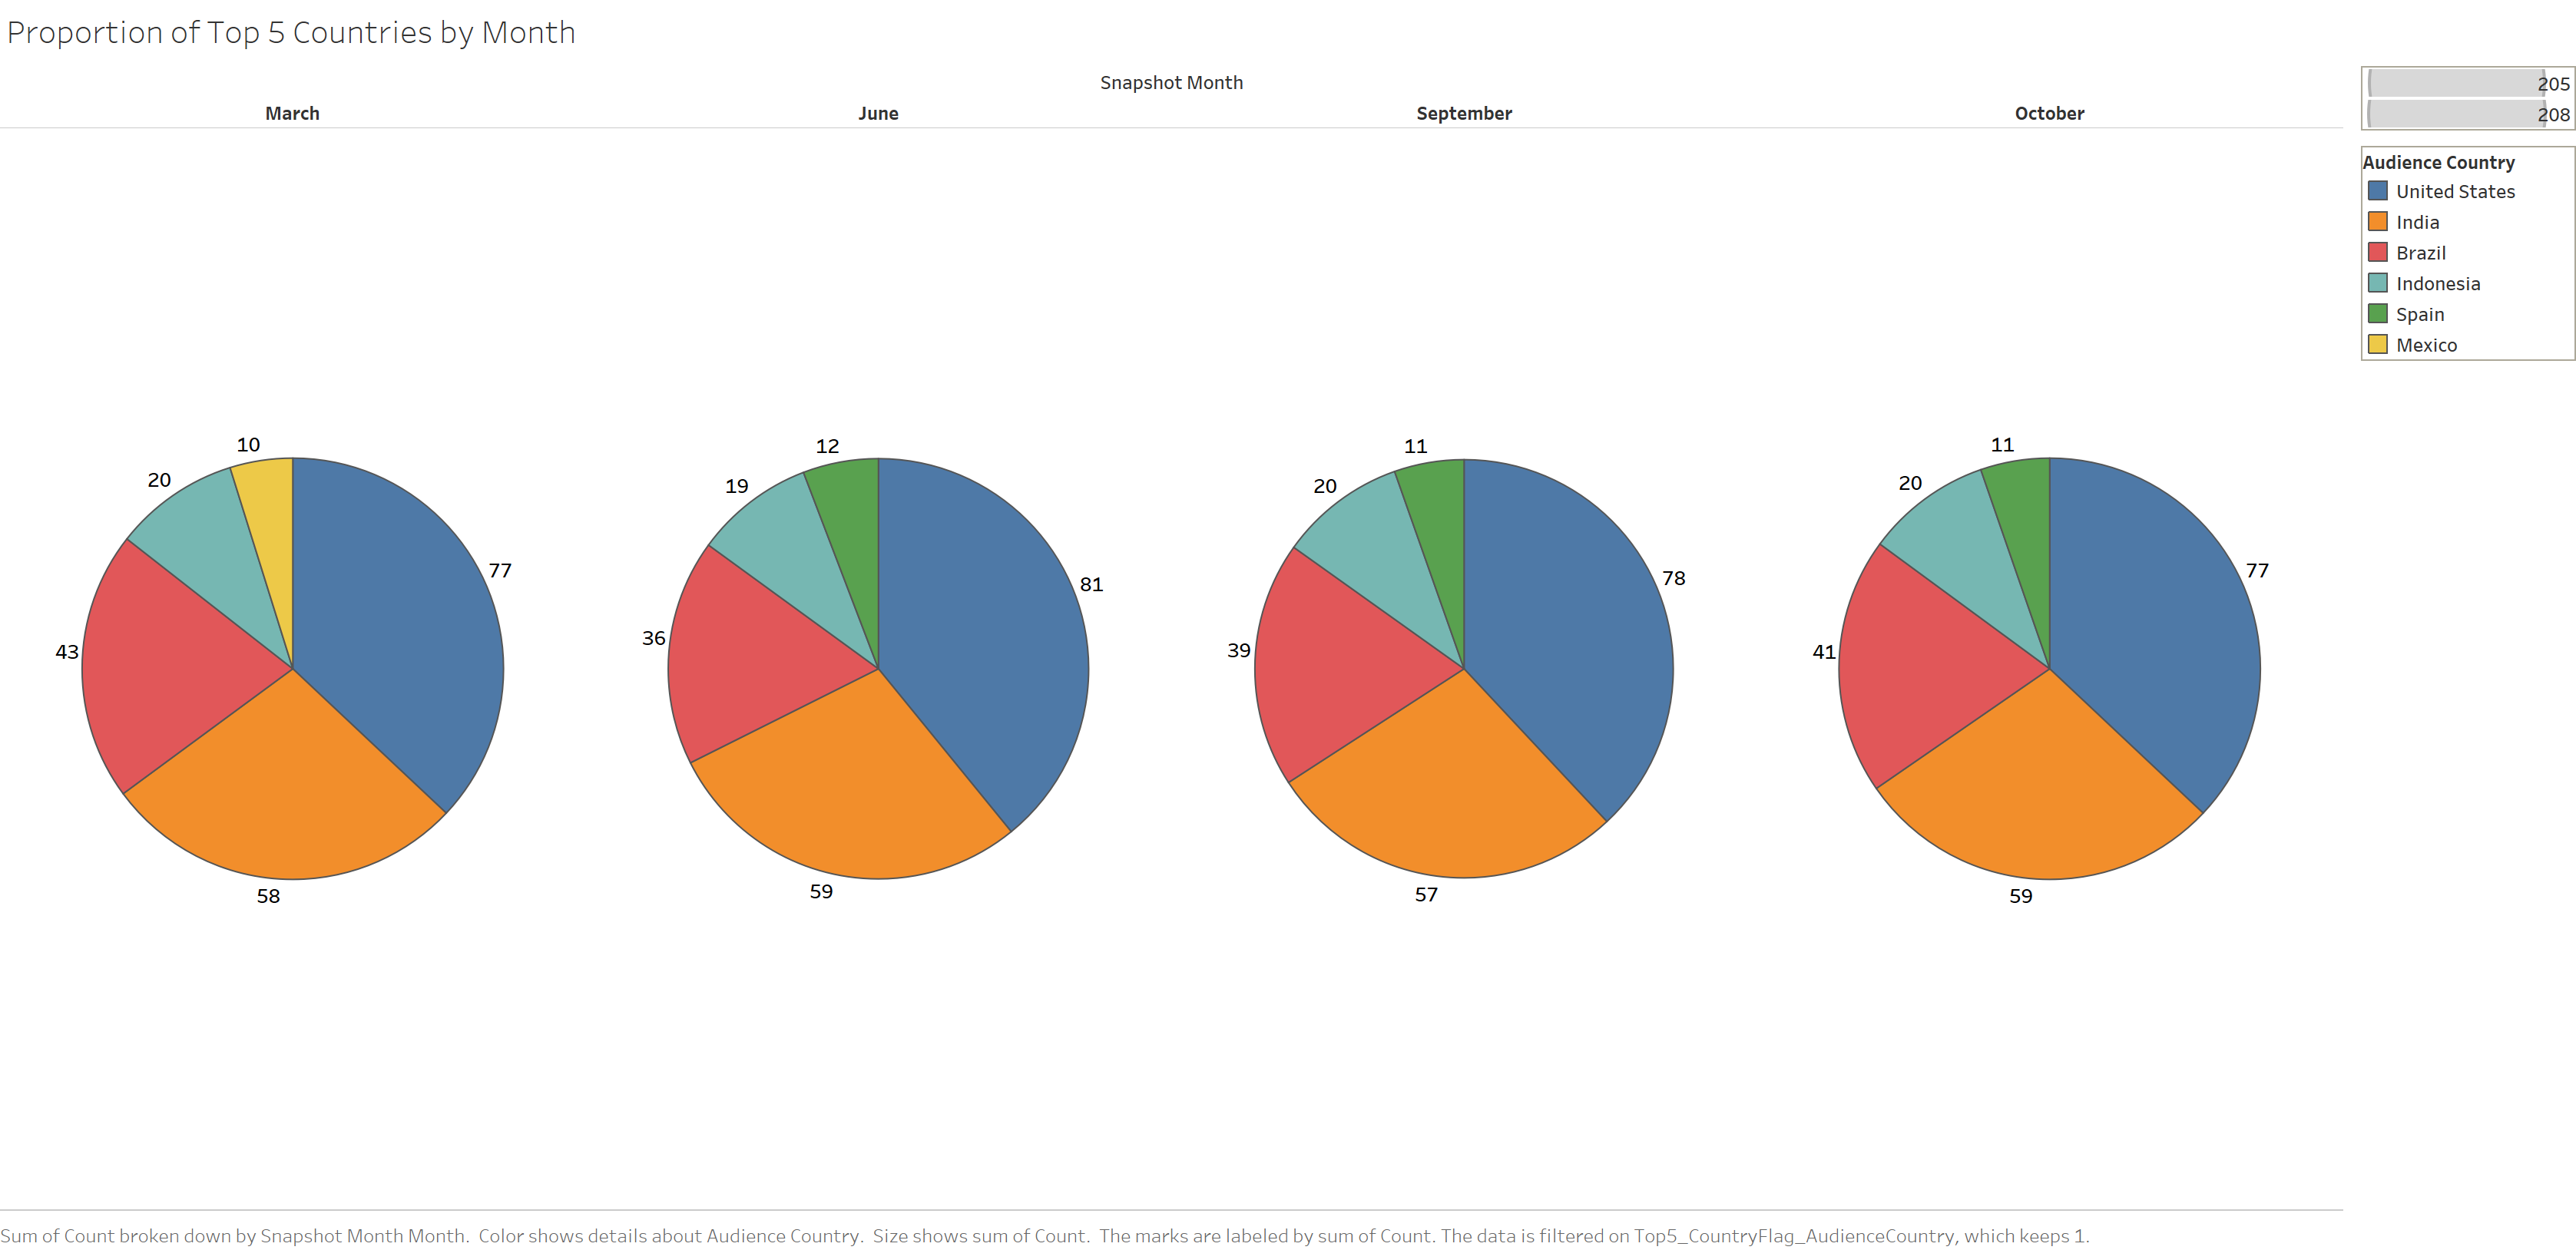 Proportion of Top 5 Countries by Month
Snapshot Month
March June September October
205
208
Audience Country
United States
India
Brazil
Indonesia
Spain
Mexico
10
20
77
43
58
12
19
81
36
59
11
20
78
39
57
11
20
77
41
59
Sum of Count broken down by Snapshot Month Month. Color shows details about Audience Country. Size shows sum of Count. The marks are labeled by sum of Count. The data is filtered on Top5_CountryFlag_AudienceCountry, which keeps 1.